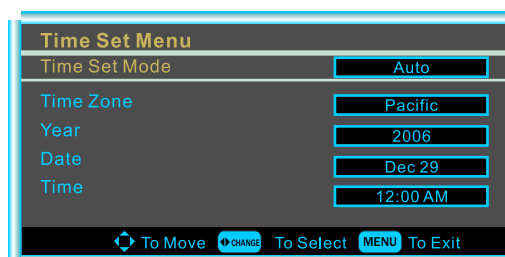 Time Set Menu
Time Set Mode Auto
Time Zone Pacific
Year 2006
Date Dec 29
Time 12:00 AM
To Move CHANGE To Select MENU To Exit